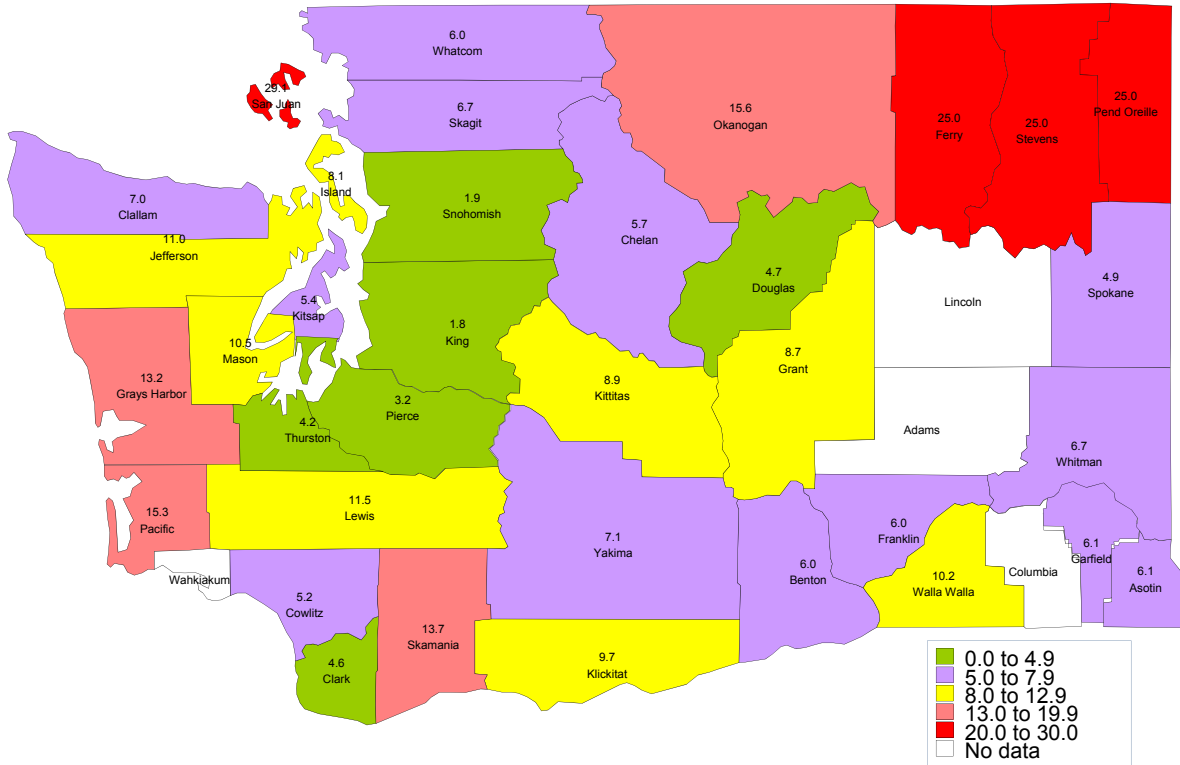 6.0
Whatcom
29.1
San Juan
6.7
Skagit
15.6
Okanogan
25.0
Ferry
25.0
Stevens
25.0
Pend Oreille
8.1
Island
7.0
Clallam
1.9
Snohomish
5.7
Chelan
11.0
Jefferson
4.7
Douglas
4.9
Spokane
Lincoln
5.4
Kitsap
1.8
King
10.5
Mason
8.7
Grant
13.2
Grays Harbor
8.9
Kittitas
3.2
Pierce
4.2
Thurston
Adams
6.7
Whitman
11.5
Lewis
15.3
Pacific
7.1
Yakima
6.0
Franklin
6.0
Benton
6.1
Garfield
Wahkiakum
Columbia
6.1
Asotin
10.2
Walla Walla
5.2
Cowlitz
13.7
Skamania
4.6
Clark
9.7
Klickitat
0.0 to 4.9
5.0 to 7.9
8.0 to 12.9
13.0 to 19.9
20.0 to 30.0
No data